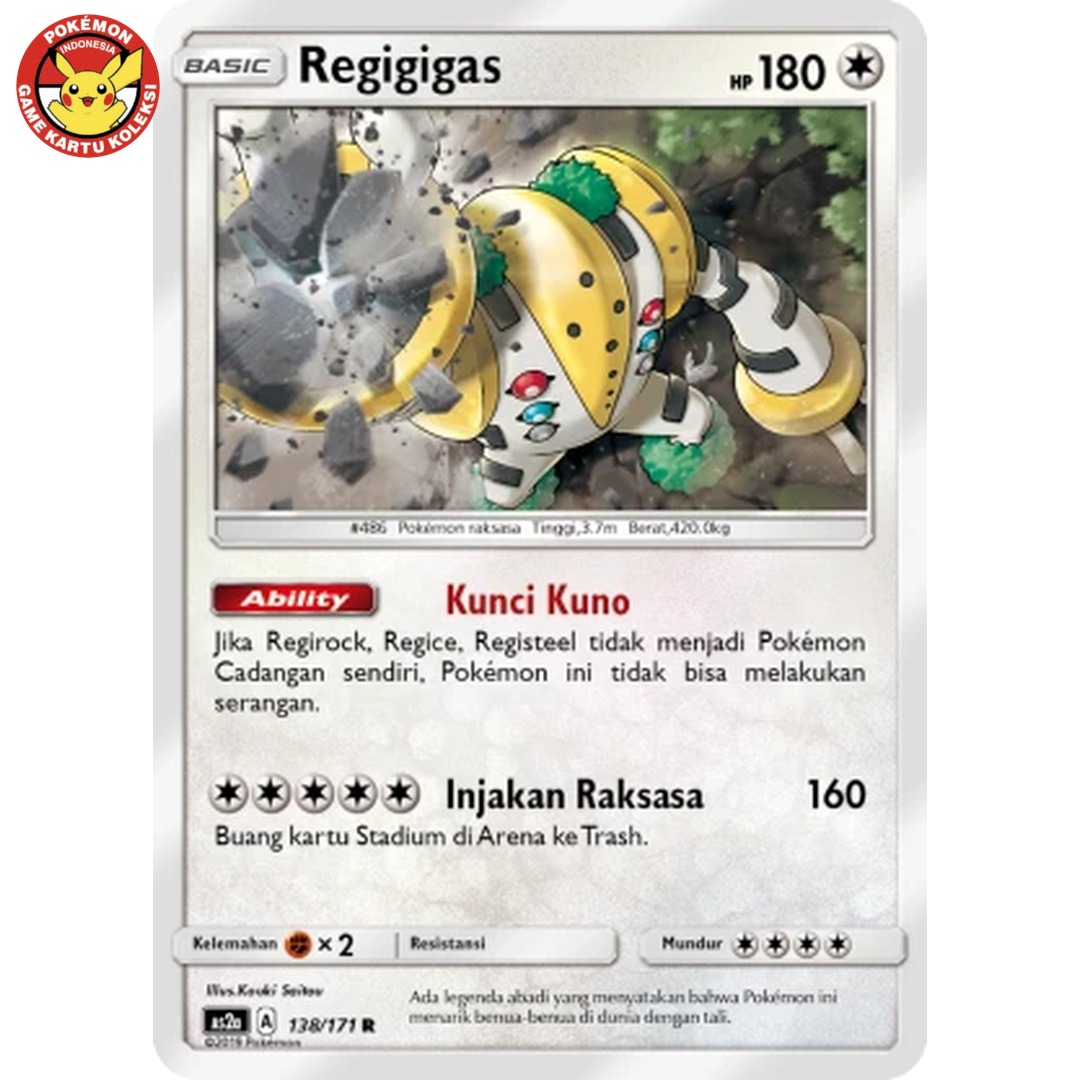 POKÉMON
INDONESIA
GAME KARTU KOLEKSI
BASIC Regigigas HP 180
#486 Pokémon raksasa Tinggi,3.7m Berat,420.0kg
Ability Kunci Kuno
Jika Regirock, Regice, Registeel tidak menjadi Pokémon
Cadangan sendiri, Pokémon ini tidak bisa melakukan
serangan.
Injakan Raksasa 160
Buang kartu Stadium di Arena ke Trash.
Kelemahan ×2 Resistansi Mundur
Illus.Kouki Saitou
Ada legenda abadi yang menyatakan bahwa Pokémon ini
menarik benua-benua di dunia dengan tali.
A 138/171 R
©2019 Pokémon